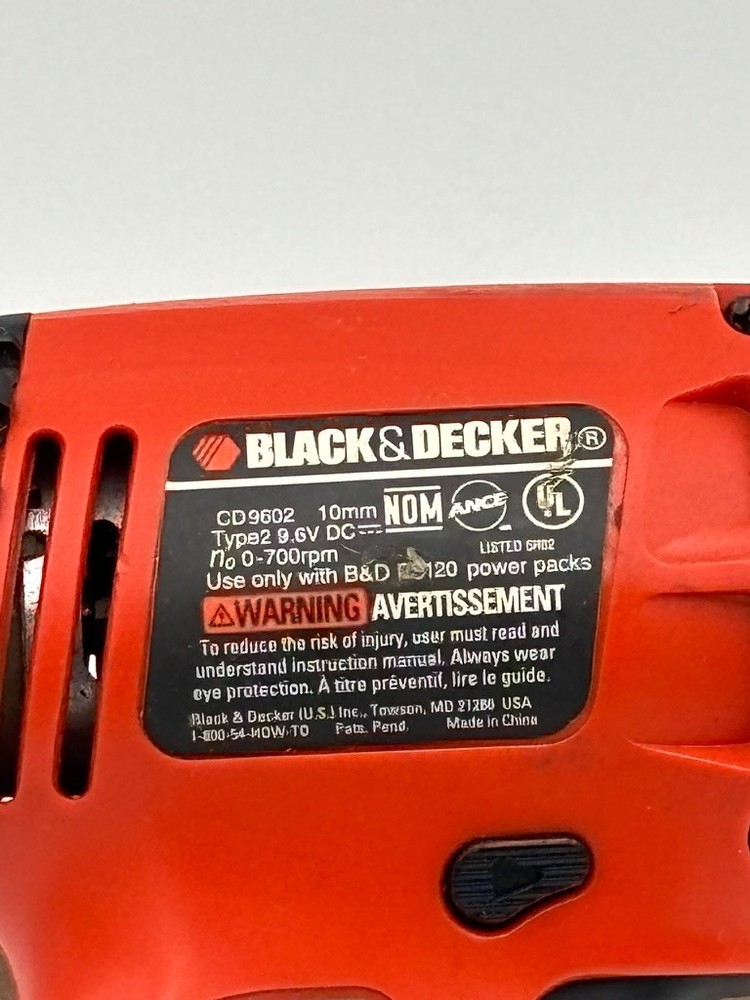 BLACK&DECKER®
CD9602 10mm NOM ANCE UL
Type2 9.6V DC
no 0-700rpm LISTED
Use only with B&D 120 power packs
⚠WARNING AVERTISSEMENT
To reduce the risk of injury, user must read and
understand instruction manual. Always wear
eye protection. À titre préventif, lire le guide.
Black & Decker (U.S.) Inc., Towson, MD USA
1-800-54-HOW-TO Pats. Pend. Made in China